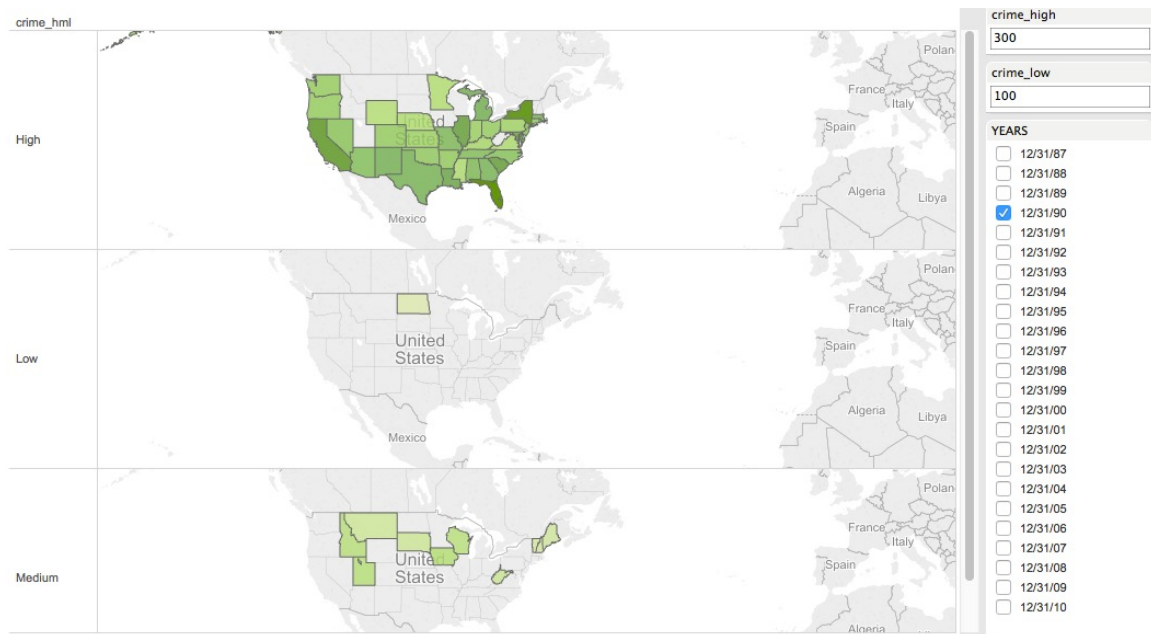 crime_hml
High
United
States
Mexico
Polan
France
Italy
Spain
Algeria
Libya
Low
United
States
Mexico
Polan
France
Italy
Spain
Algeria
Libya
Medium
United
States
Polan
France
Italy
Spain
Algeria
Libya
crime_high
300
crime_low
100
YEARS
12/31/87
12/31/88
12/31/89
12/31/90
12/31/91
12/31/92
12/31/93
12/31/94
12/31/95
12/31/96
12/31/97
12/31/98
12/31/99
12/31/00
12/31/01
12/31/02
12/31/03
12/31/04
12/31/05
12/31/06
12/31/07
12/31/08
12/31/09
12/31/10